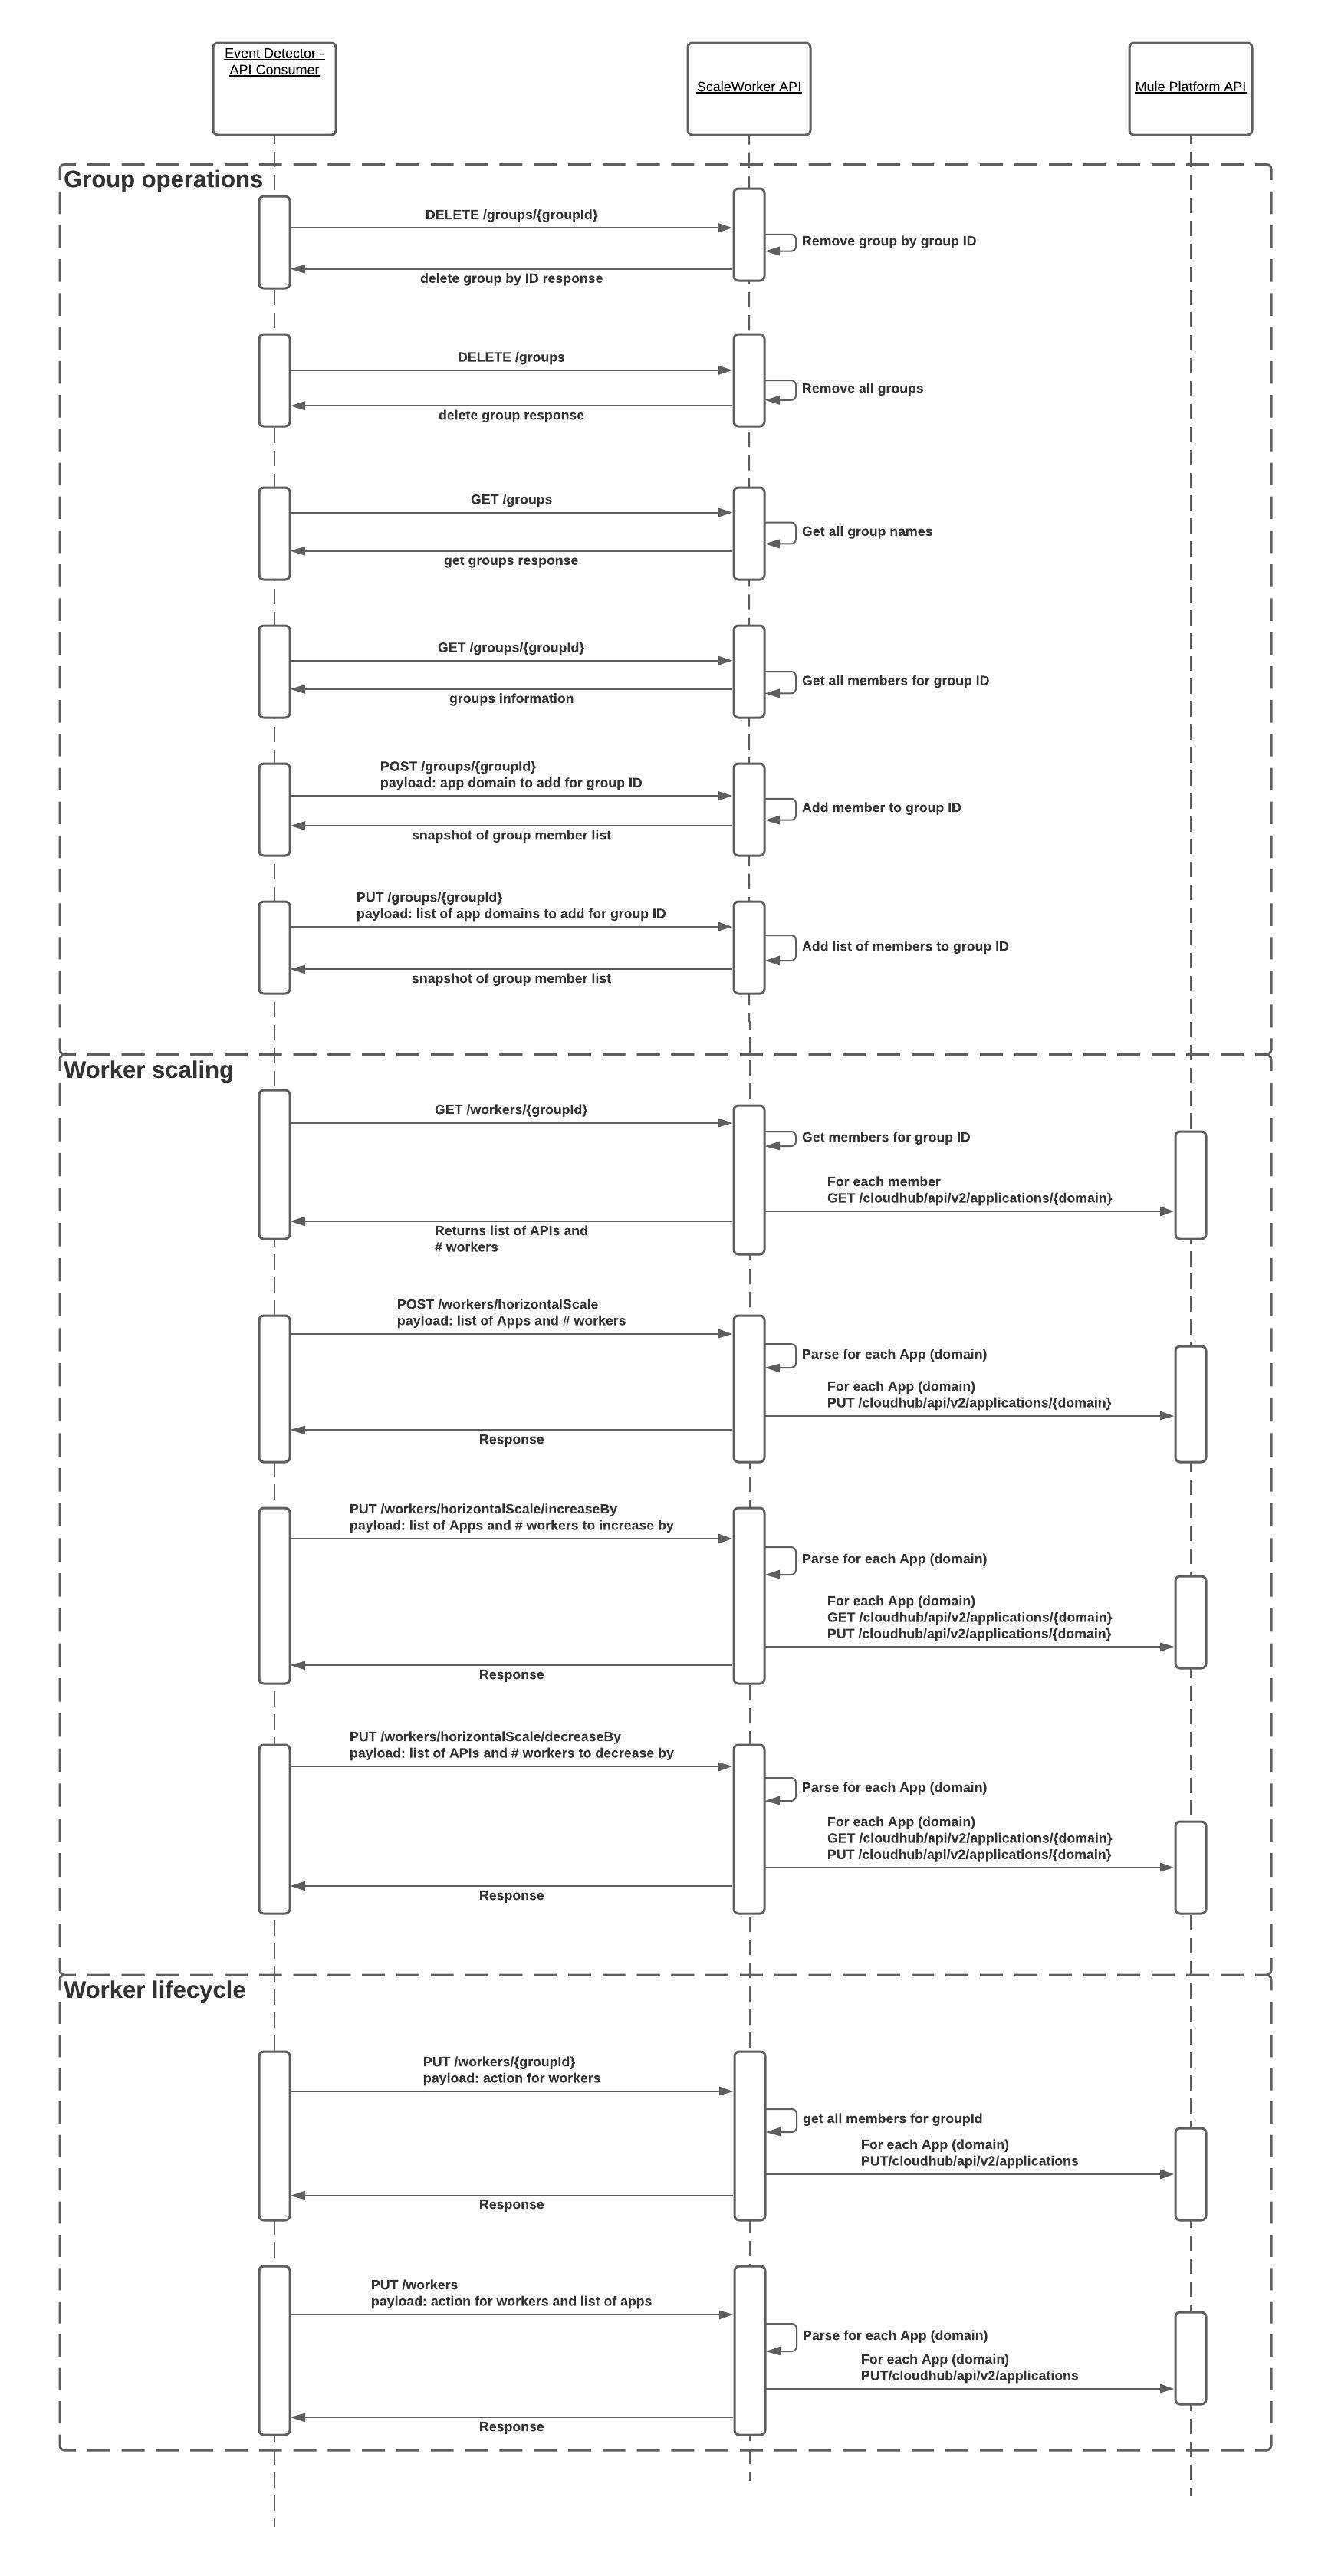 Event Detector -
API Consumer
ScaleWorker API
Mule Platform API
Group operations
DELETE /groups/{groupId}
Remove group by group ID
delete group by ID response
DELETE /groups
Remove all groups
delete group response
GET /groups
Get all group names
get groups response
GET /groups/{groupId}
Get all members for group ID
groups information
POST /groups/{groupId}
payload: app domain to add for group ID
Add member to group ID
snapshot of group member list
PUT /groups/{groupId}
payload: list of app domains to add for group ID
Add list of members to group ID
snapshot of group member list
Worker scaling
GET /workers/{groupId}
Get members for group ID
For each member
GET /cloudhub/api/v2/applications/{domain}
Returns list of APIs and
# workers
POST /workers/horizontalScale
payload: list of Apps and # workers
Parse for each App (domain)
For each App (domain)
PUT /cloudhub/api/v2/applications/{domain}
Response
PUT /workers/horizontalScale/increaseBy
payload: list of Apps and # workers to increase by
Parse for each App (domain)
For each App (domain)
GET /cloudhub/api/v2/applications/{domain}
PUT /cloudhub/api/v2/applications/{domain}
Response
PUT /workers/horizontalScale/decreaseBy
payload: list of APIs and # workers to decrease by
Parse for each App (domain)
For each App (domain)
GET /cloudhub/api/v2/applications/{domain}
PUT /cloudhub/api/v2/applications/{domain}
Response
Worker lifecycle
PUT /workers/{groupId}
payload: action for workers
get all members for groupId
For each App (domain)
PUT/cloudhub/api/v2/applications
Response
PUT /workers
payload: action for workers and list of apps
Parse for each App (domain)
For each App (domain)
PUT/cloudhub/api/v2/applications
Response